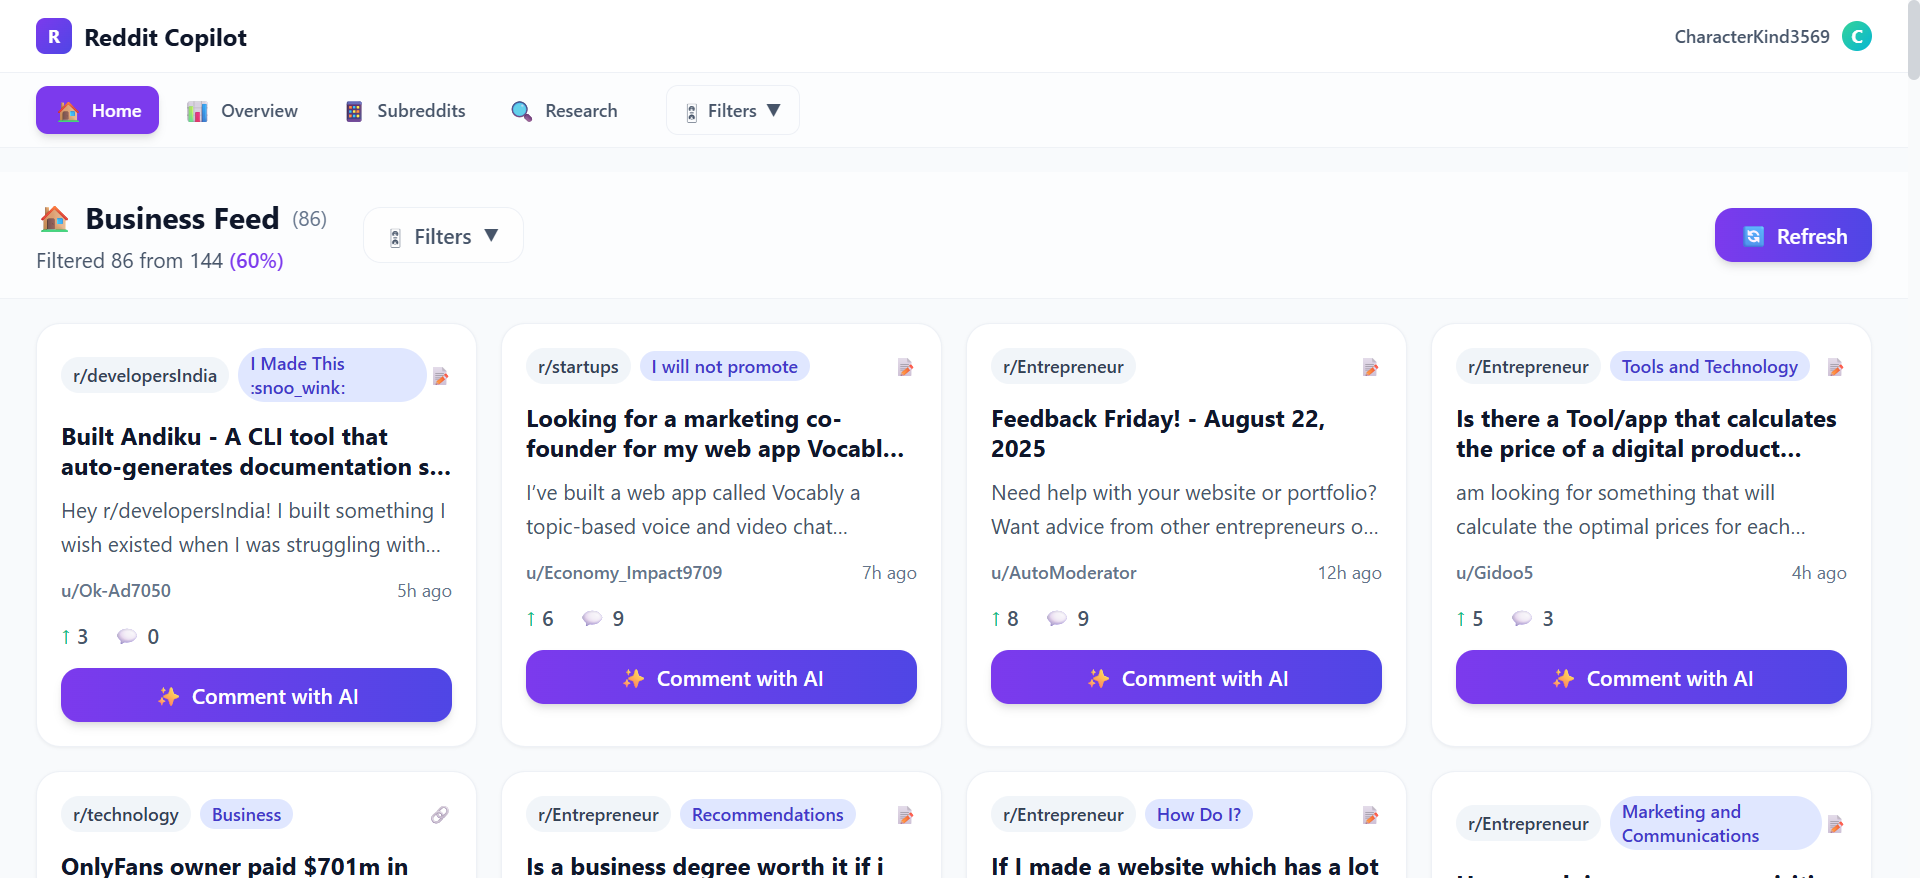 R Reddit Copilot
CharacterKind3569 C
Home Overview Subreddits Research Filters ▼
Business Feed (86)
Filtered 86 from 144 (60%)
Filters ▼
Refresh
r/developersIndia
I Made This
:snoo_wink:
Built Andiku - A CLI tool that
auto-generates documentation s...
Hey r/developersIndia! I built something I
wish existed when I was struggling with...
u/Ok-Ad7050 5h ago
↑ 3 0
Comment with AI
r/startups I will not promote
Looking for a marketing co-
founder for my web app Vocabl...
I've built a web app called Vocably a
topic-based voice and video chat...
u/Economy_Impact9709 7h ago
↑ 6 9
Comment with AI
r/Entrepreneur
Feedback Friday! - August 22,
2025
Need help with your website or portfolio?
Want advice from other entrepreneurs o...
u/AutoModerator 12h ago
↑ 8 9
Comment with AI
r/Entrepreneur Tools and Technology
Is there a Tool/app that calculates
the price of a digital product...
am looking for something that will
calculate the optimal prices for each...
u/Gidoo5 4h ago
↑ 5 3
Comment with AI
r/technology Business
OnlyFans owner paid $701m in
r/Entrepreneur Recommendations
Is a business degree worth it if i
r/Entrepreneur How Do I?
If I made a website which has a lot
r/Entrepreneur
Marketing and
Communications